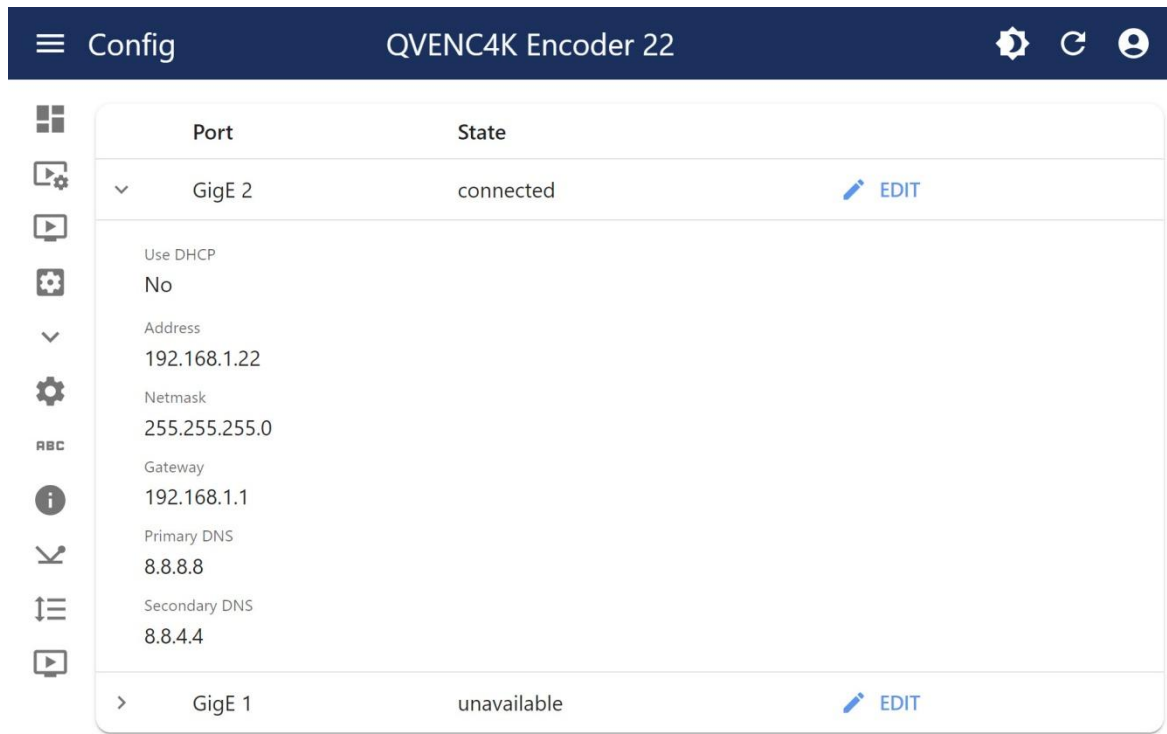 Config QVENC4K Encoder 22
Port State
GigE 2 connected EDIT
Use DHCP
No
Address
192.168.1.22
Netmask
255.255.255.0
ABC
Gateway
192.168.1.1
Primary DNS
8.8.8.8
Secondary DNS
8.8.4.4
GigE 1 unavailable EDIT